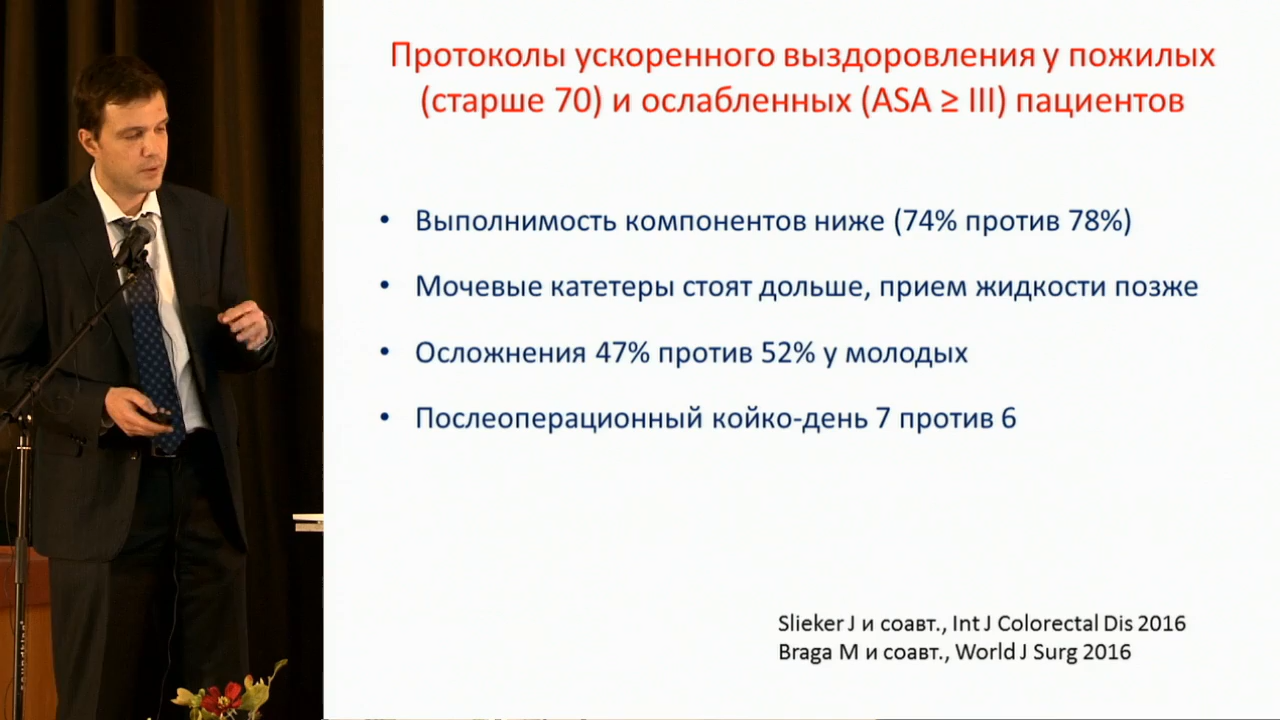 Протоколы ускоренного выздоровления у пожилых
(старше 70) и ослабленных (ASA ≥ III) пациентов
• Выполнимость компонентов ниже (74% против 78%)
• Мочевые катетеры стоят дольше, прием жидкости позже
• Осложнения 47% против 52% у молодых
• Послеоперационный койко-день 7 против 6
Slieker J и соавт., Int J Colorectal Dis 2016
Braga M и соавт., World J Surg 2016